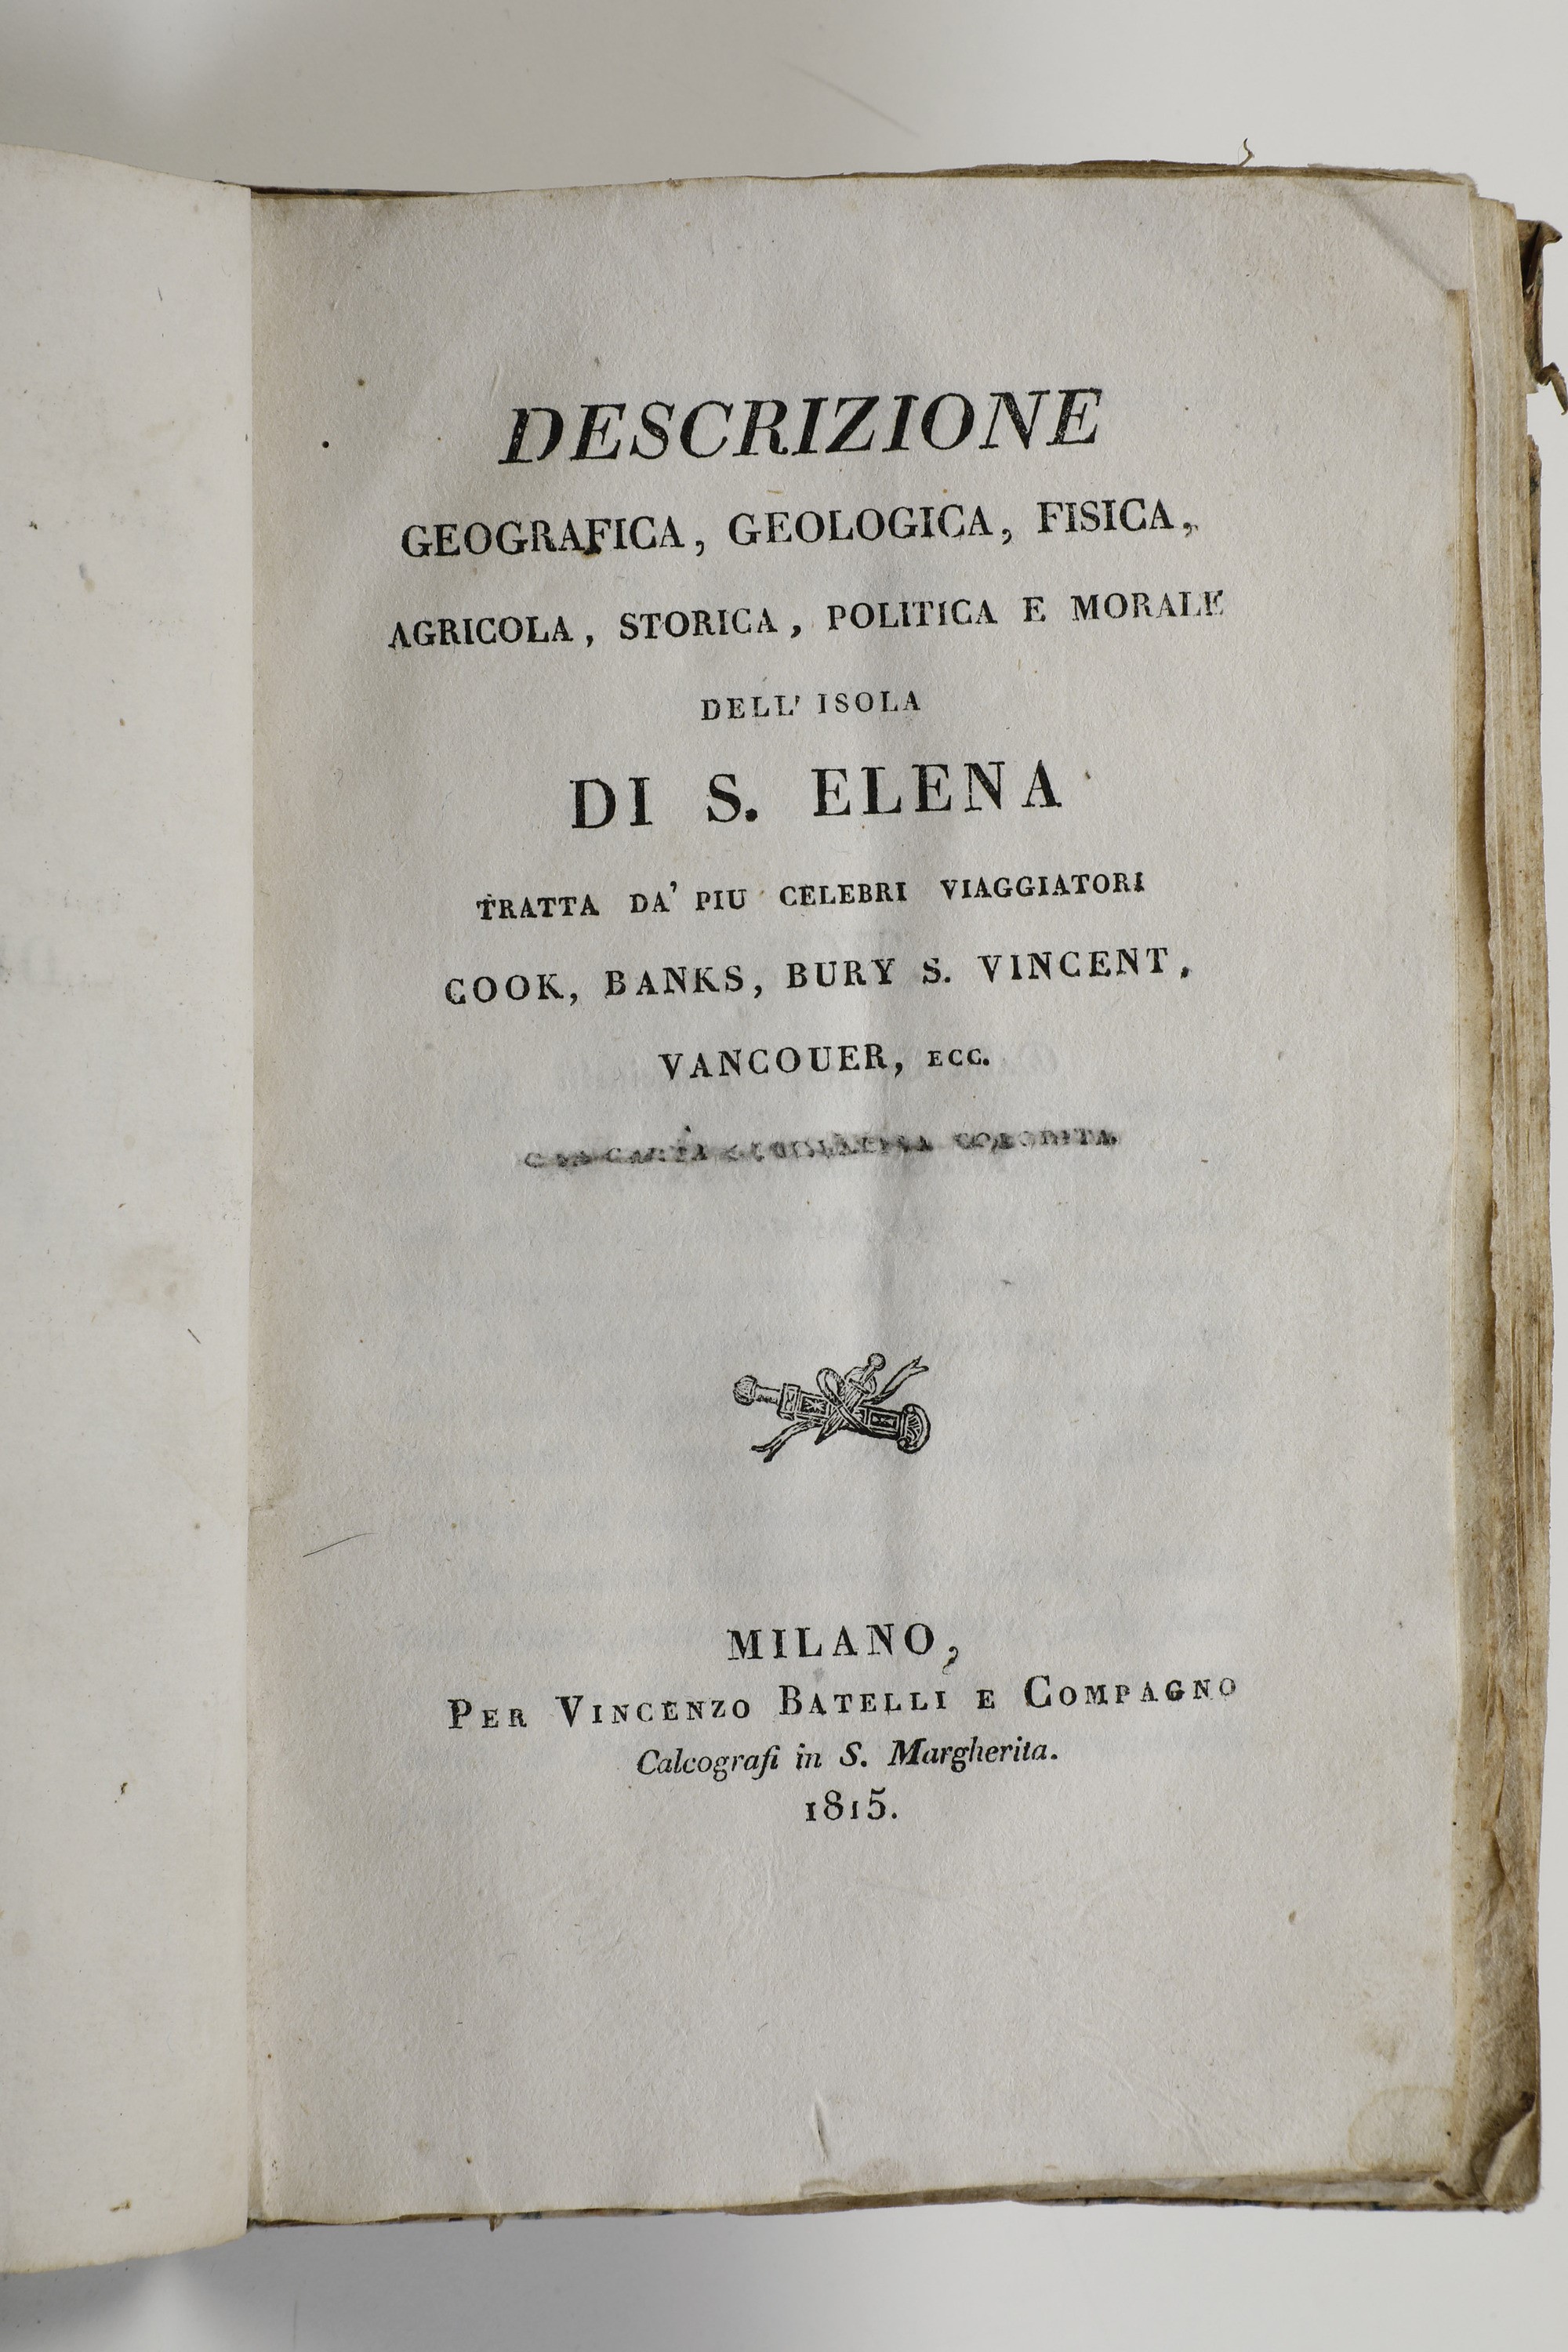 DESCRIZIONE
GEOGRAFICA, GEOLOGICA, FISICA,
AGRICOLA, STORICA, POLITICA E MORALE
DELL' ISOLA
DI S. ELENA
TRATTA DA' PIU CELEBRI VIAGGIATORI
COOK, BANKS, BURY S. VINCENT,
VANCOUER, ECC.
MILANO,
PER VINCENZO BATELLI E COMPAGNO
Calcografi in S. Margherita.
1815.